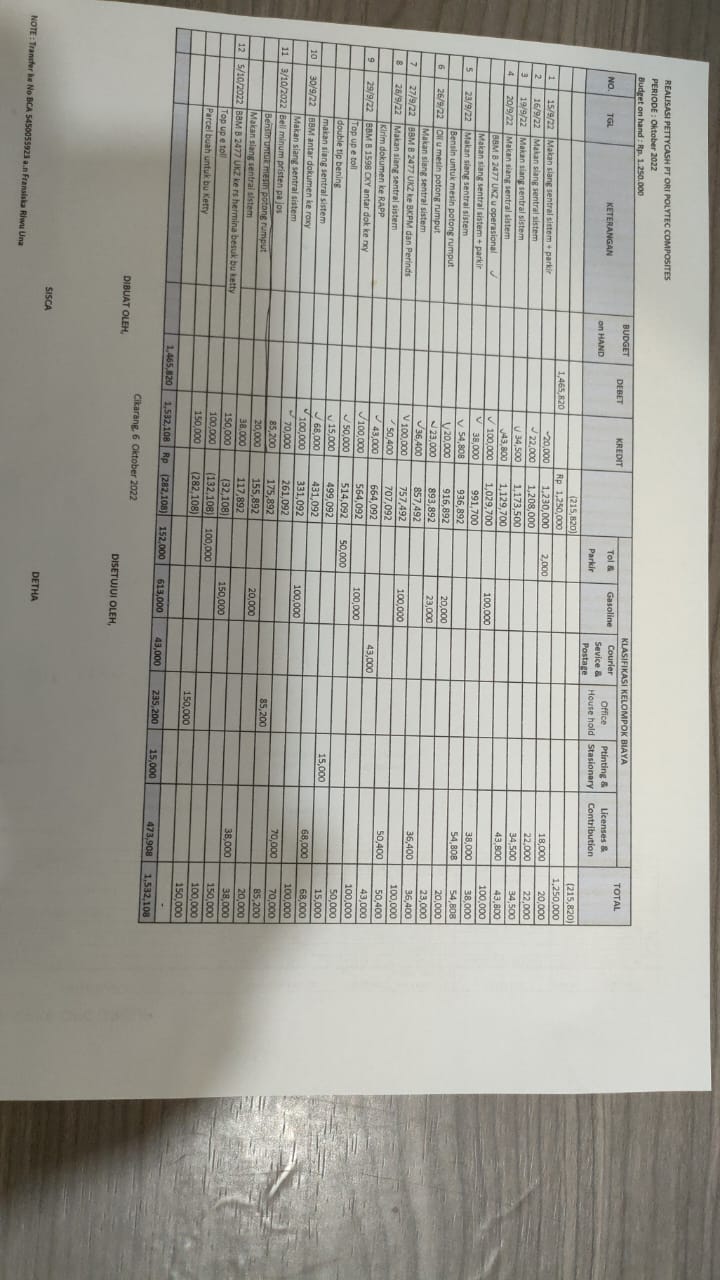 REALISASI PETTYCASH PT ORI POLYTEC COMPOSITES
PERIODE : Oktober 2022
Budget on hand : Rp. 1.250.000
NO. TGL KETERANGAN BUDGET on HAND DEBET KREDIT KLASIFIKASI KELOMPOK BIAYA TOTAL
Tol & Parkir Gasoline Courier Sevice & Postage Office House hold Ptinting & Stasionery Licenses & Contribution
(215,820) (215,820)
1,465,820 Rp 1,250,000 1,250,000
1 15/9/22 Makan siang sentral sistem + parkir 20,000 1,230,000 2,000 18,000 20,000
2 16/9/22 Makan siang sentral sistem 22,000 1,208,000 22,000 22,000
3 19/9/22 Makan siang sentral sistem 34,500 1,173,500 34,500 34,500
4 20/9/22 Makan siang sentral sistem 43,800 1,129,700 43,800 43,800
BBM B 2477 UKZ u operasional 100,000 1,029,700 100,000 100,000
Makan siang sentral sistem + parkir 38,000 991,700 38,000 38,000
5 23/9/22 Makan siang sentral sistem 54,808 936,892 54,808 54,808
Bensin untuk mesin potong rumput 20,000 916,892 20,000 20,000
6 26/9/22 Oli u mesin potong rumput 23,000 893,892 23,000 23,000
Makan siang sentral sistem 36,400 857,492 36,400 36,400
7 27/9/22 BBM B 2477 UKZ ke BKPM dan Perinds 100,000 757,492 100,000 100,000
8 28/9/22 Makan siang sentral sistem 50,400 707,092 50,400 50,400
Kirim dokumen ke RAPP 43,000 664,092 43,000 43,000
9 29/9/22 BBM B 1598 CKY antar dok ke rxy 100,000 564,092 100,000 100,000
Top up e toll 50,000 514,092 50,000 50,000
double tip bening 15,000 499,092 15,000 15,000
makan siang sentral sistem 68,000 431,092 68,000 68,000
10 30/9/22 BBM antar dokumen ke roxy 100,000 331,092 100,000 100,000
Makan siang sentral sistem 70,000 261,092 70,000 70,000
11 3/10/2022 Beli minum pristen pa jos 85,200 175,892 85,200 85,200
Bensin untuk mesin potong rumput 20,000 155,892 20,000 20,000
Makan siang sentral sistem 38,000 117,892 38,000 38,000
12 5/10/2022 BBM B 2477 UKZ ke rs hermina besuk bu ketty 150,000 (32,108) 150,000 150,000
Top up e toll 100,000 (132,108) 100,000 100,000
Parcel buah untuk bu Ketty 150,000 (282,108) 150,000 150,000
-
1,465,820 1,532,108 Rp (282,108) 152,000 613,000 43,000 235,200 15,000 473,908 1,532,108
Cikarang, 6 Oktober 2022
DIBUAT OLEH, DISETUJUI OLEH,
SISCA DETHA
NOTE : Transfer ke No BCA 5450055923 a.n Fransiska Riwu Una